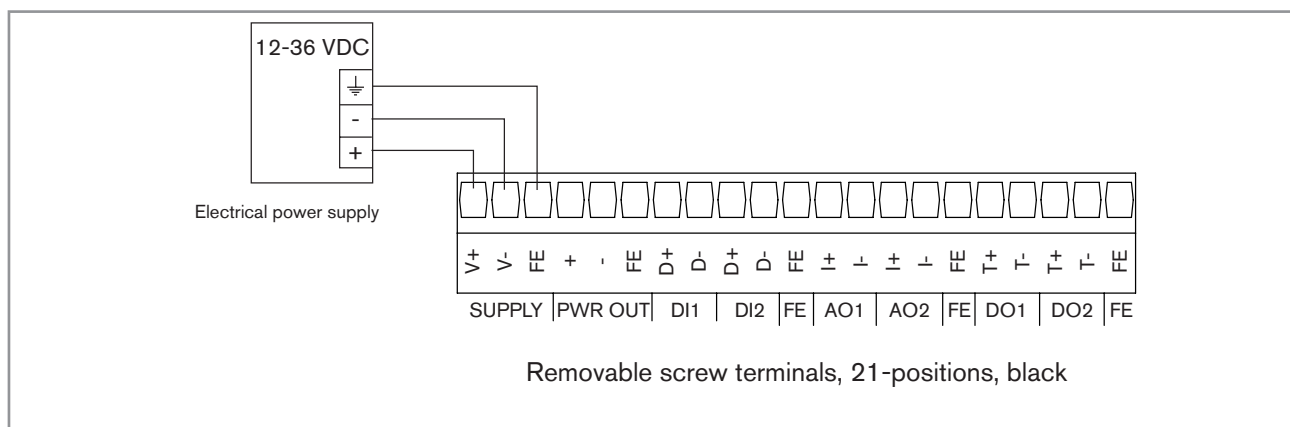 12-36 VDC
-
+
Electrical power supply
V+ V- FE + - FE D+ D- D+ D- FE I+ I- I+ I- FE T+ T- T+ T- FE
SUPPLY PWR OUT DI1 DI2 FE AO1 AO2 FE DO1 DO2 FE
Removable screw terminals, 21-positions, black